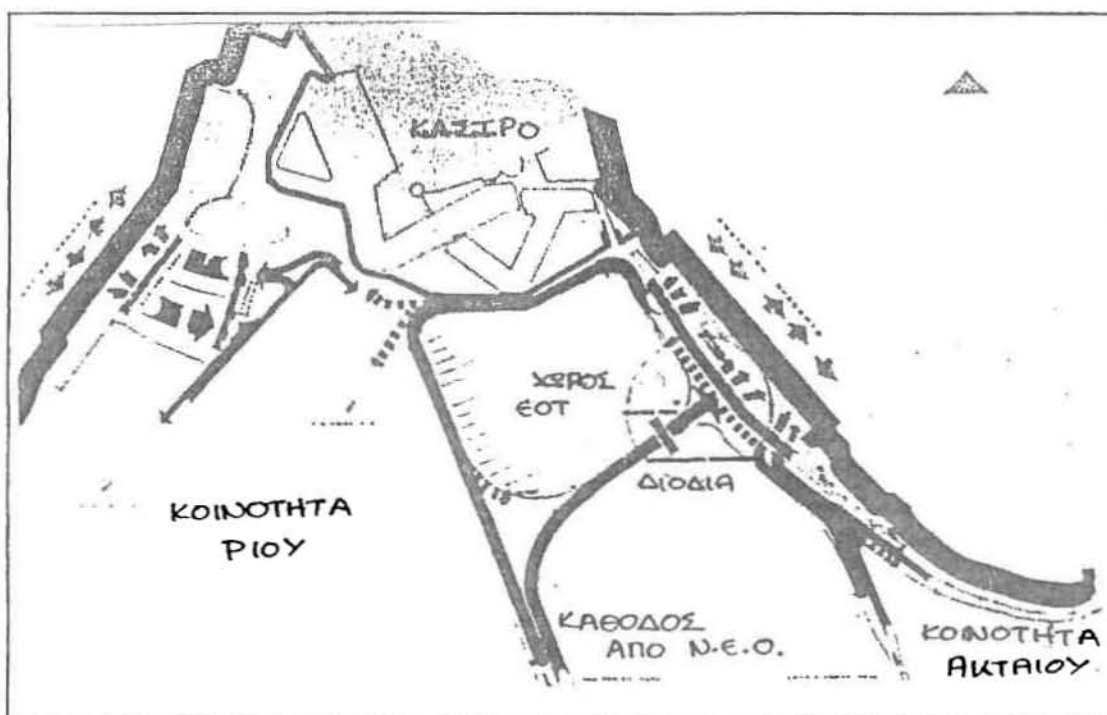 ΚΑΣΤΡΟ
ΧΩΡΟΣ
ΕΟΤ
ΔΙΟΔΙΑ
ΚΟΙΝΟΤΗΤΑ
ΡΙΟΥ
ΚΑΘΟΔΟΣ
ΑΠΟ Ν.Ε.Ο.
ΚΟΙΝΟΤΗΤΑ
ΑΚΤΑΙΟΥ